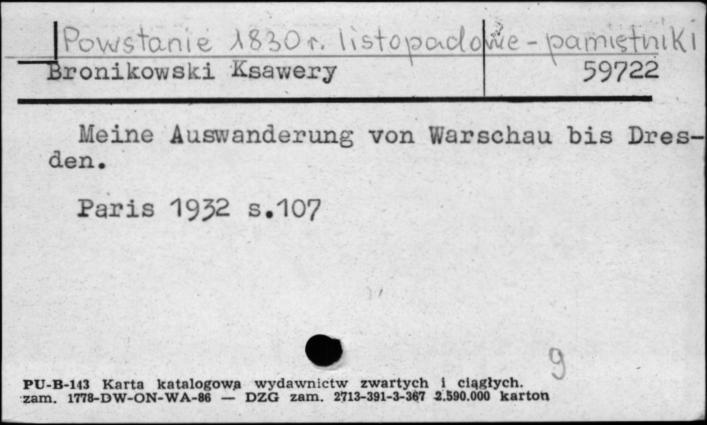 Powstanie 1830 r. listopadowe - pamiętniki
Bronikowski Ksawery 59722
Meine Auswanderung von Warschau bis Dres-
den.
Paris 1932 s.107
g
PU-B-143 Karta katalogowa wydawnictw zwartych i ciągłych.
zam. 1778-DW-ON-WA-86 — DZG zam. 2713-391-3-367 2.590.000 karton